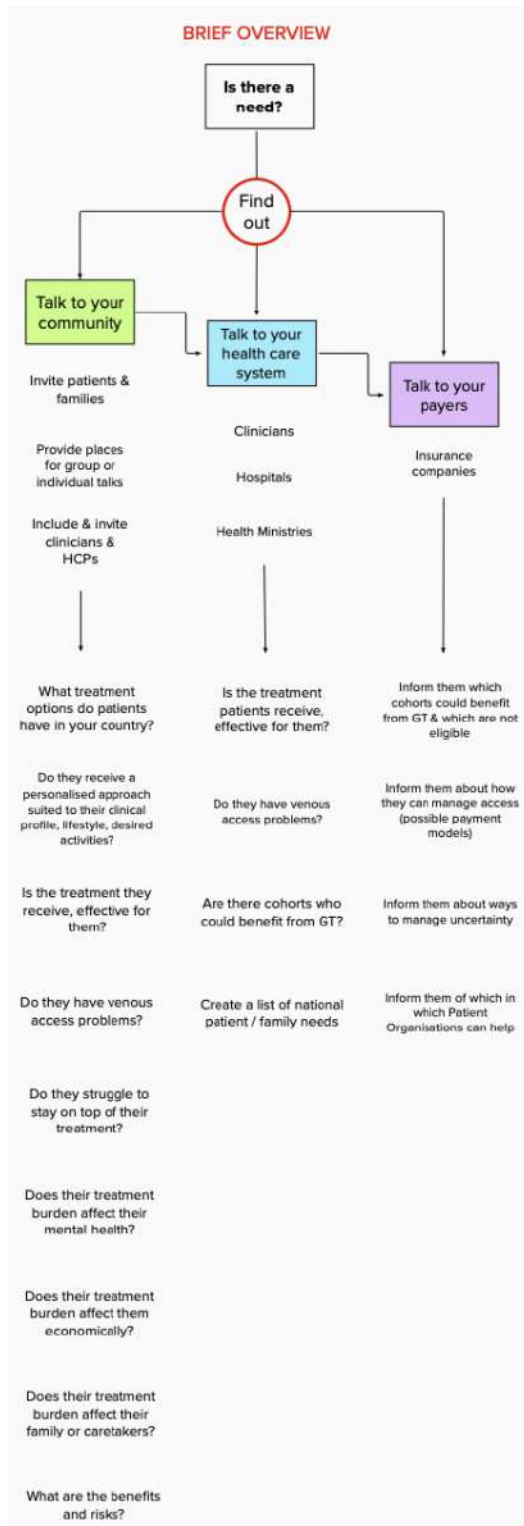 BRIEF OVERVIEW
Is there a
need?
Find
out
Talk to your
community
Invite patients &
families
Provide places
for group or
individual talks
Include & invite
clinicians &
HCPs
What treatment
options do patients
have in your country?
Do they receive a
personalised approach
suited to their clinical
profile, lifestyle, desired
activities?
Is the treatment they
receive, effective for
them?
Do they have venous
access problems?
Do they struggle to
stay on top of their
treatment?
Does their treatment
burden affect their
mental health?
Does their treatment
burden affect them
economically?
Does their treatment
burden affect their
family or caretakers?
What are the benefits
and risks?
Talk to your
health care
system
Clinicians
Hospitals
Health Ministries
Is the treatment
patients receive,
effective for them?
Do they have venous
access problems?
Are there cohorts who
could benefit from GT?
Create a list of national
patient / family needs
Talk to your
payers
Insurance
companies
Inform them which
cohorts could benefit
from GT & which are not
eligible
Inform them about how
they can manage access
(possible payment
models)
Inform them about ways
to manage uncertainty
Inform them of which in
which Patient
Organisations can help